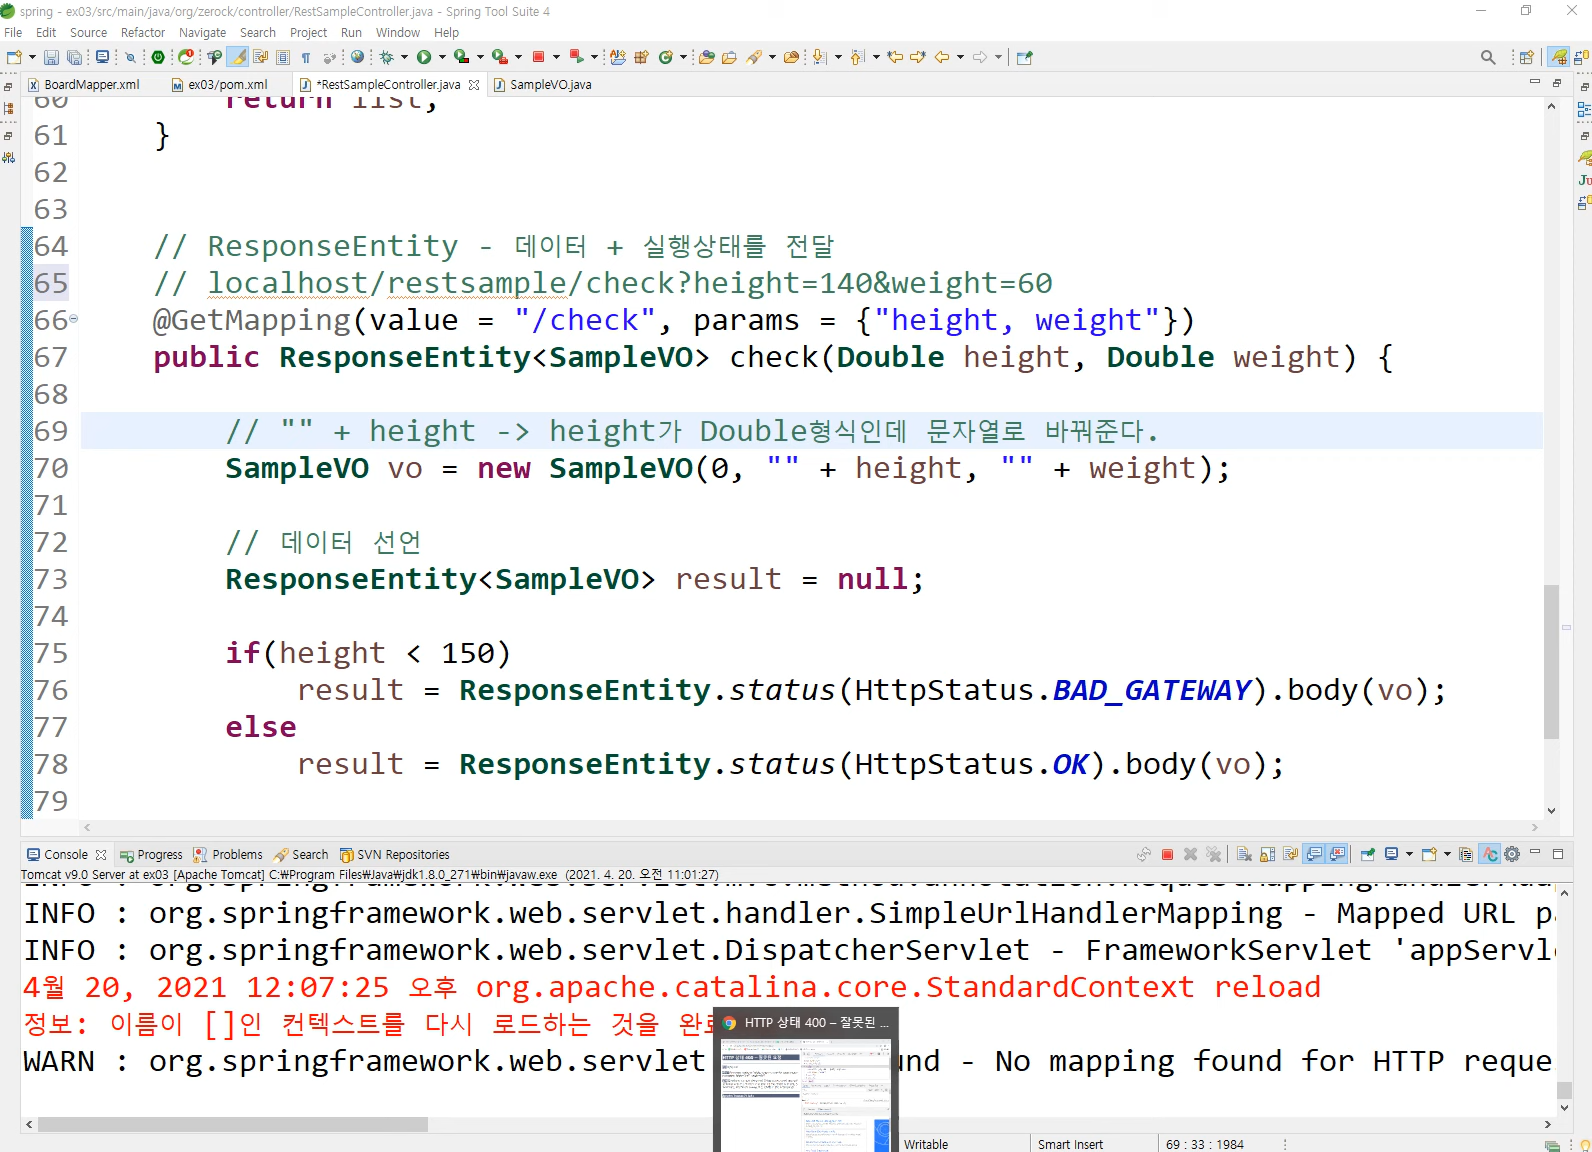 spring - ex03/src/main/java/org/zerock/controller/RestSampleController.java - Spring Tool Suite 4
File Edit Source Refactor Navigate Search Project Run Window Help
BoardMapper.xml ex03/pom.xml *RestSampleController.java SampleVO.java
60 return list;
61 }
62
63
64 // ResponseEntity - 데이터 + 실행상태를 전달
65 // localhost/restsample/check?height=140&weight=60
66 @GetMapping(value = "/check", params = {"height, weight"})
67 public ResponseEntity<SampleVO> check(Double height, Double weight) {
68
69 // "" + height -> height가 Double형식인데 문자열로 바꿔준다.
70 SampleVO vo = new SampleVO(0, "" + height, "" + weight);
71
72 // 데이터 선언
73 ResponseEntity<SampleVO> result = null;
74
75 if(height < 150)
76 result = ResponseEntity.status(HttpStatus.BAD_GATEWAY).body(vo);
77 else
78 result = ResponseEntity.status(HttpStatus.OK).body(vo);
79
Console Progress Problems Search SVN Repositories
Tomcat v9.0 Server at ex03 [Apache Tomcat] C:₩Program Files₩Java₩jdk1.8.0_271₩bin₩javaw.exe (2021. 4. 20. 오전 11:01:27)
INFO : org.springframework.web.servlet.handler.SimpleUrlHandlerMapping - Mapped URL p
INFO : org.springframework.web.servlet.DispatcherServlet - FrameworkServlet 'appServl
4월 20, 2021 12:07:25 오후 org.apache.catalina.core.StandardContext reload
정보: 이름이 []인 컨텍스트를 다시 로드하는 것을
HTTP 상태 400 – 잘못된 ...
WARN : org.springframework.web.servlet und - No mapping found for HTTP reque
Writable Smart Insert 69 : 33 : 1984